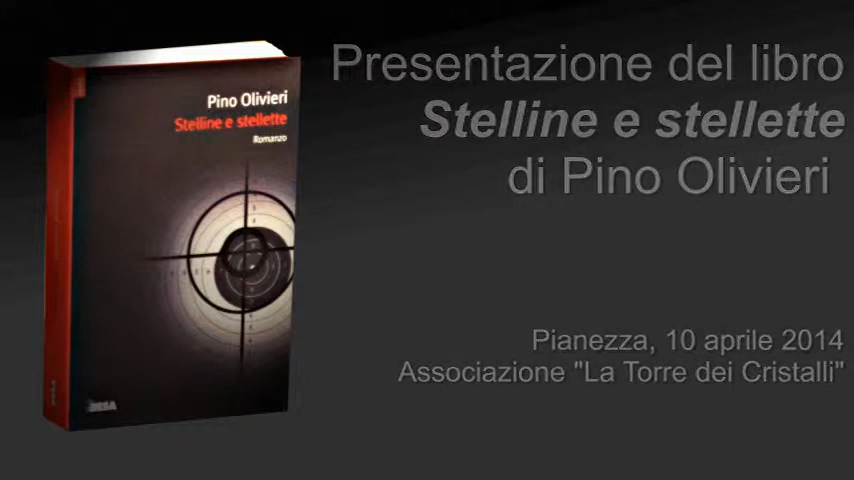 Pino Olivieri
Stelline e stellette
Romanzo
BESA
Presentazione del libro
Stelline e stellette
di Pino Olivieri
Pianezza, 10 aprile 2014
Associazione "La Torre dei Cristalli"